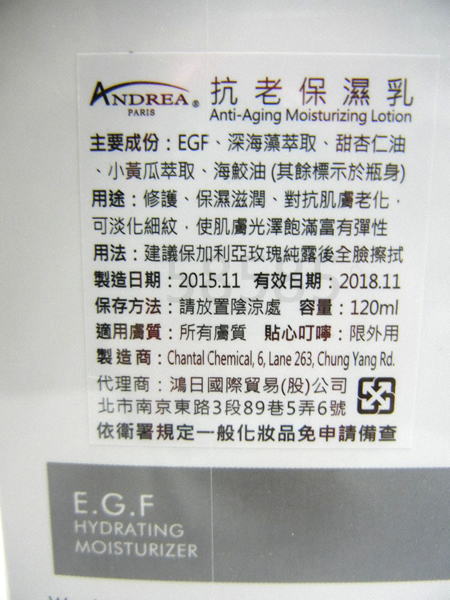 ANDREA® 抗老保濕乳
PARIS Anti-Aging Moisturizing Lotion
主要成份：EGF、深海藻萃取、甜杏仁油
、小黃瓜萃取、海鮫油(其餘標示於瓶身)
用途：修護、保濕滋潤、對抗肌膚老化，
可淡化細紋，使肌膚光澤飽滿富有彈性
用法：建議保加利亞玫瑰純露後全臉擦拭
製造日期：2015.11 有效日期：2018.11
保存方法：請放置陰涼處 容量：120ml
適用膚質：所有膚質 貼心叮嚀：限外用
製造商：Chantal Chemical, 6, Lane 263, Chung Yang Rd.
代理商：鴻日國際貿易(股)公司
北市南京東路3段89巷5弄6號
依衛署規定一般化妝品免申請備查
E.G.F
HYDRATING
MOISTURIZER